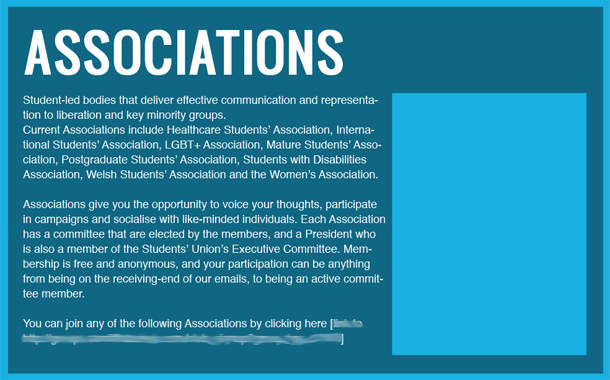 ASSOCIATIONS
Student-led bodies that deliver effective communication and representa-
tion to liberation and key minority groups.
Current Associations include Healthcare Students’ Association, Interna-
tional Students’ Association, LGBT+ Association, Mature Students’ Asso-
ciation, Postgraduate Students’ Association, Students with Disabilities
Association, Welsh Students’ Association and the Women’s Association.
Associations give you the opportunity to voice your thoughts, participate
in campaigns and socialise with like-minded individuals. Each Association
has a committee that are elected by the members, and a President who
is also a member of the Students’ Union’s Executive Committee. Mem-
bership is free and anonymous, and your participation can be anything
from being on the receiving-end of our emails, to being an active commit-
tee member.
You can join any of the following Associations by clicking here [
]